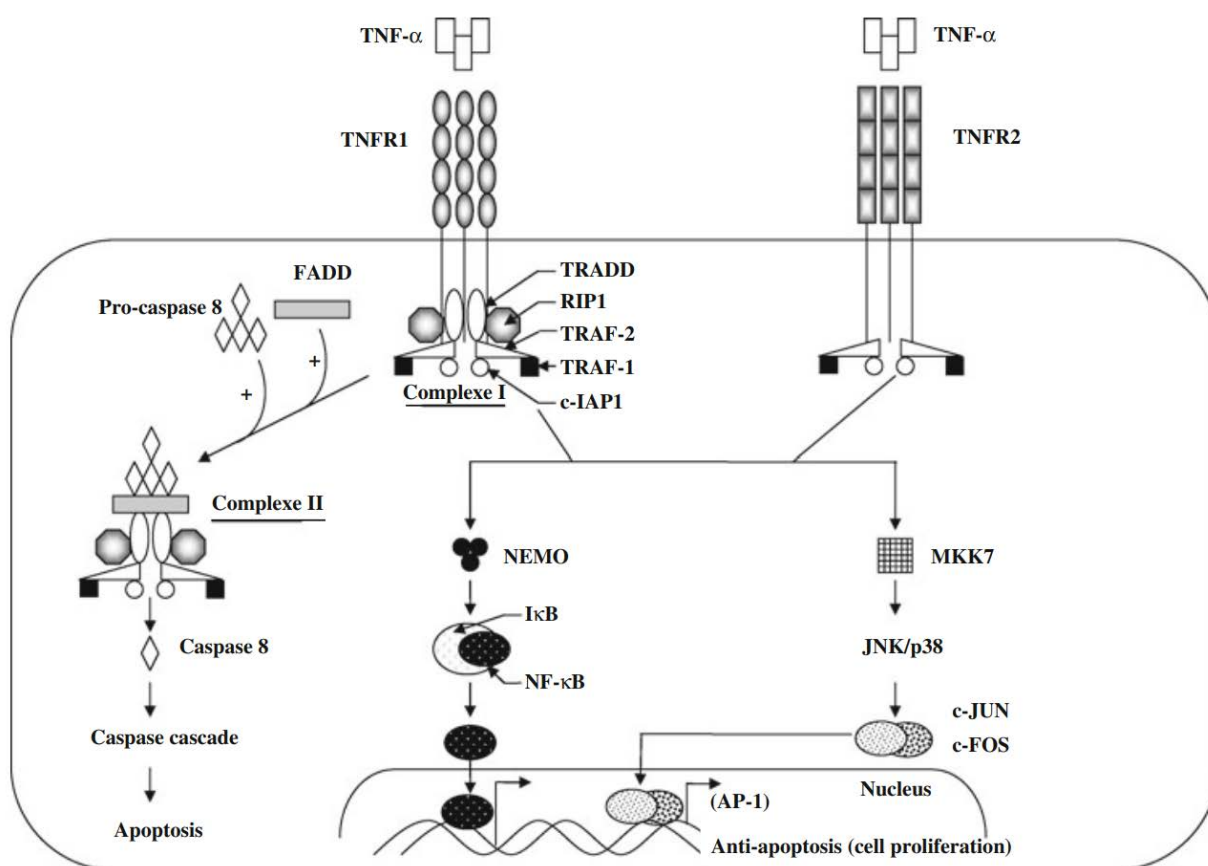 TNF-α
TNF-α
TNFR1
TNFR2
FADD
Pro-caspase 8
TRADD
RIP1
TRAF-2
TRAF-1
c-IAP1
+
+
Complexe I
Complexe II
NEMO
MKK7
IκB
NF-κB
JNK/p38
Caspase 8
c-JUN
c-FOS
Caspase cascade
Nucleus
(AP-1)
Apoptosis
Anti-apoptosis (cell proliferation)